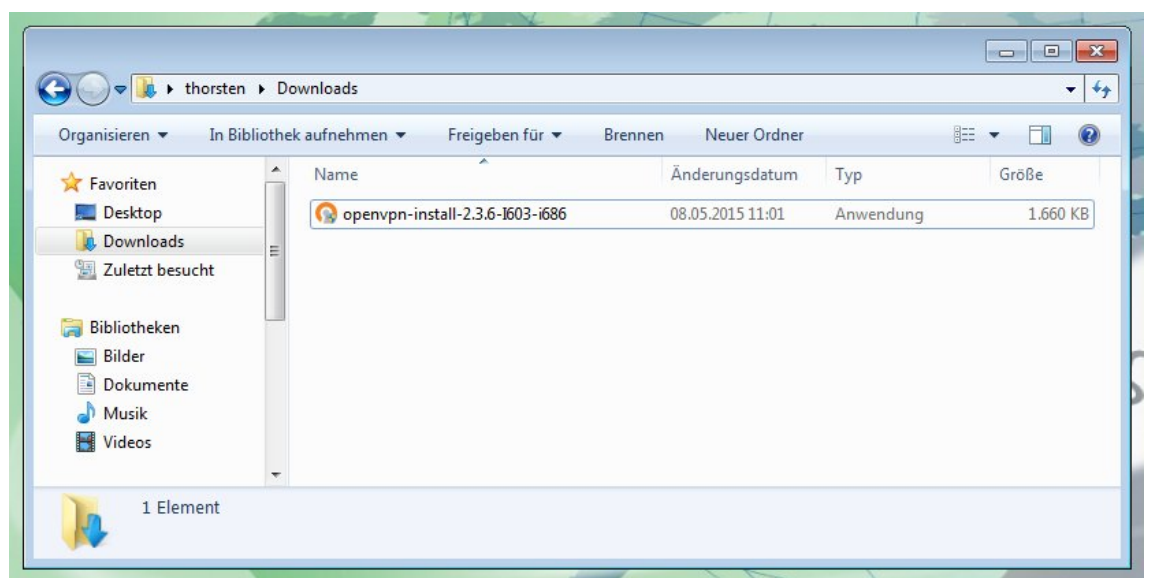 thorsten Downloads
Organisieren In Bibliothek aufnehmen Freigeben für Brennen Neuer Ordner
Favoriten
Desktop
Downloads
Zuletzt besucht
Bibliotheken
Bilder
Dokumente
Musik
Videos
Name Änderungsdatum Typ Größe
openvpn-install-2.3.6-I603-i686 08.05.2015 11:01 Anwendung 1.660 KB
1 Element